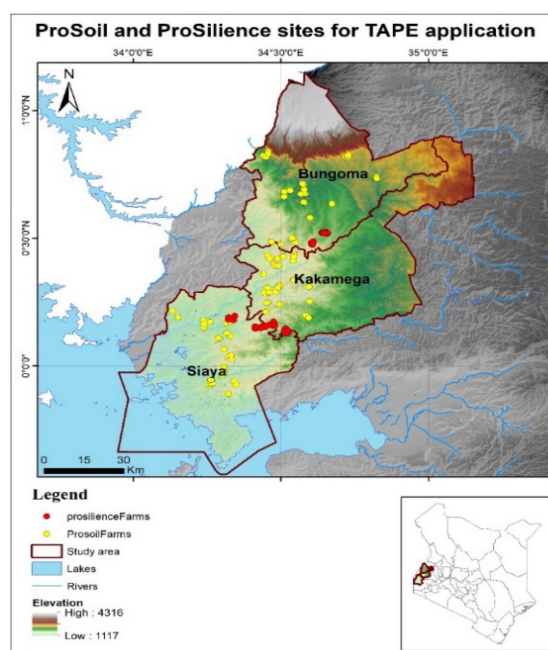 ProSoil and ProSilience sites for TAPE application
34°0'0"E 34°30'0"E 35°0'0"E
N
1°0'0"N
Bungoma
0°30'0"N
Kakamega
0°0'0"
Siaya
0 15 30
Km
Legend
prosilienceFarms
ProsoilFarms
Study area
Lakes
Rivers
Elevation
High : 4316
Low : 1117